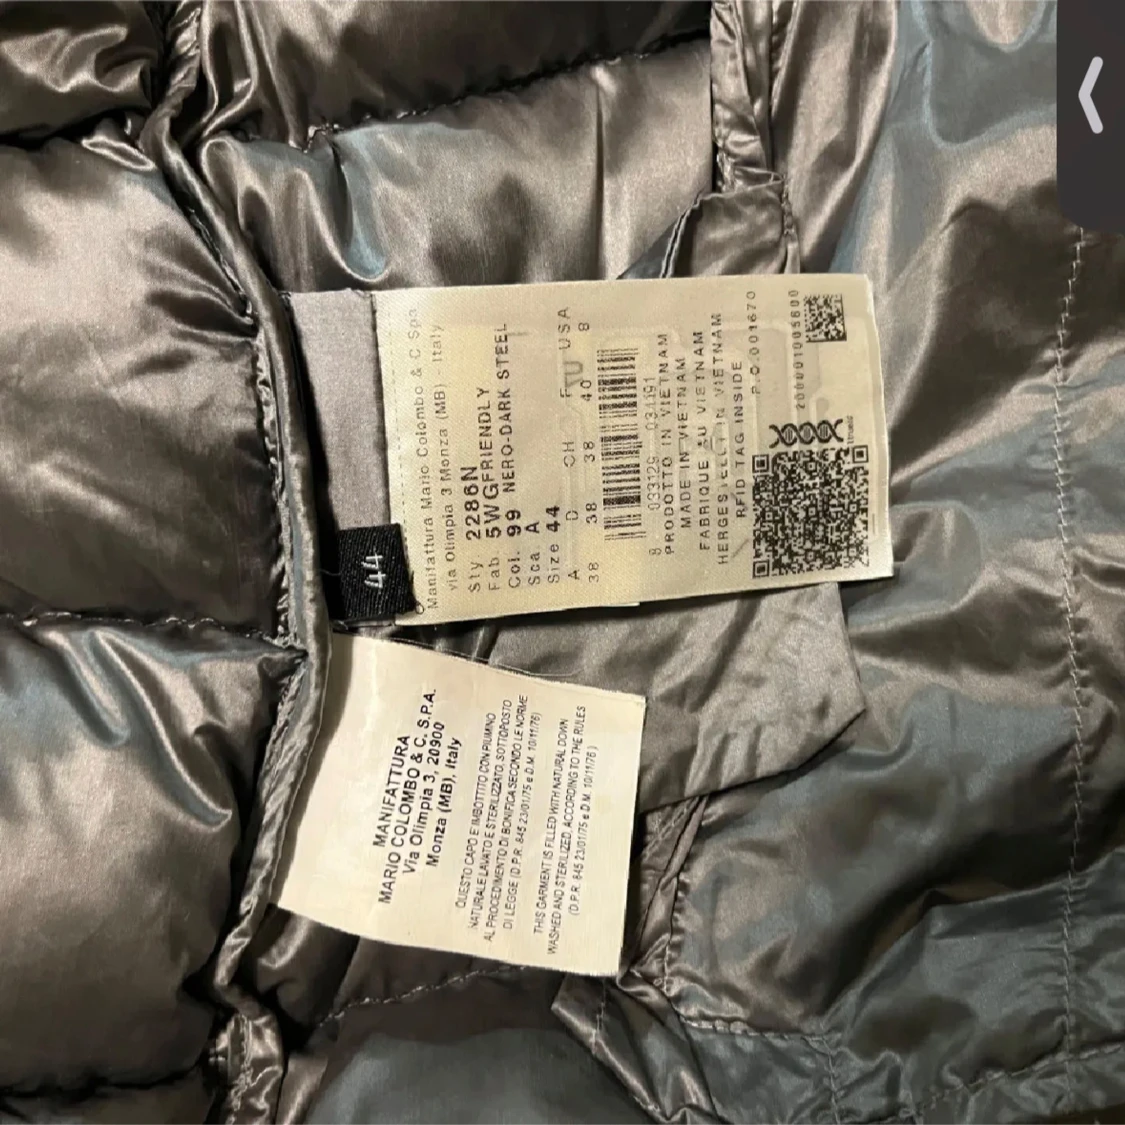 Manifattura Mario Colombo & C Spa
via Olimpia 3 Monza (MB) - Italy
Sty 2286N
Fab 5WGFRIENDLY
Col. 99 NERO-DARK STEEL
Sca. A
Size 44
A D CH F USA
38 38 38 40 8
8 033129 031191
PRODOTTO IN VIETNAM
MADE IN VIETNAM
FABRIQUE AU VIETNAM
HERGESTELLT IN VIETNAM
RFID TAG INSIDE
P.O.001670
44
MANIFATTURA
MARIO COLOMBO & C. S.P.A.
Via Olimpia 3, 20900
Monza (MB), Italy
QUESTO CAPO E IMBOTTITO CON PIUMINO
NATURALE LAVATO E STERILIZZATO, SOTTOPOSTO
AL PROCEDIMENTO DI BONIFICA SECONDO LE NORME
DI LEGGE (D.P.R. 845 23/01/75 e D.M. 10/11/76)
THIS GARMENT IS FILLED WITH NATURAL DOWN
WASHED AND STERILIZED, ACCORDING TO THE RULES
(D.P.R. 845 23/01/75 e D.M. 10/11/76)